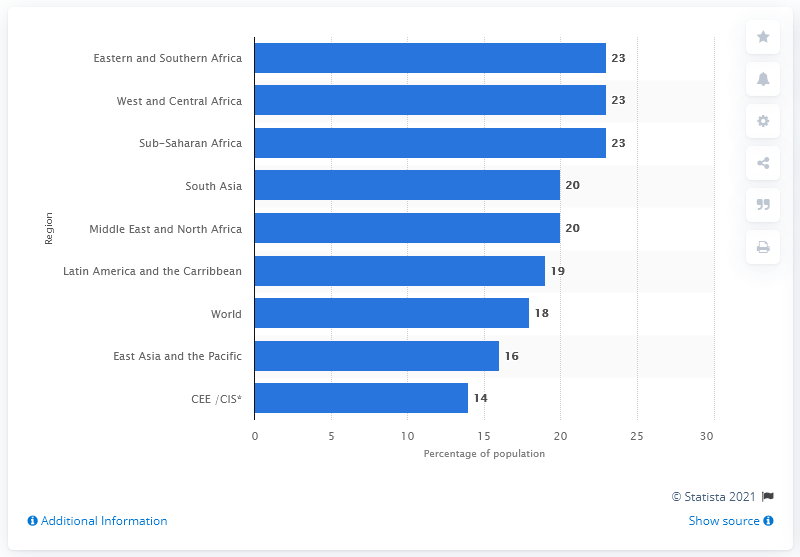 Eastern and Southern Africa 23
West and Central Africa 23
Sub-Saharan Africa 23
South Asia 20
Middle East and North Africa 20
Latin America and the Carribbean 19
World 18
East Asia and the Pacific 16
CEE /CIS* 14
Region
0 5 10 15 20 25 30
Percentage of population
© Statista 2021
Additional Information
Show source